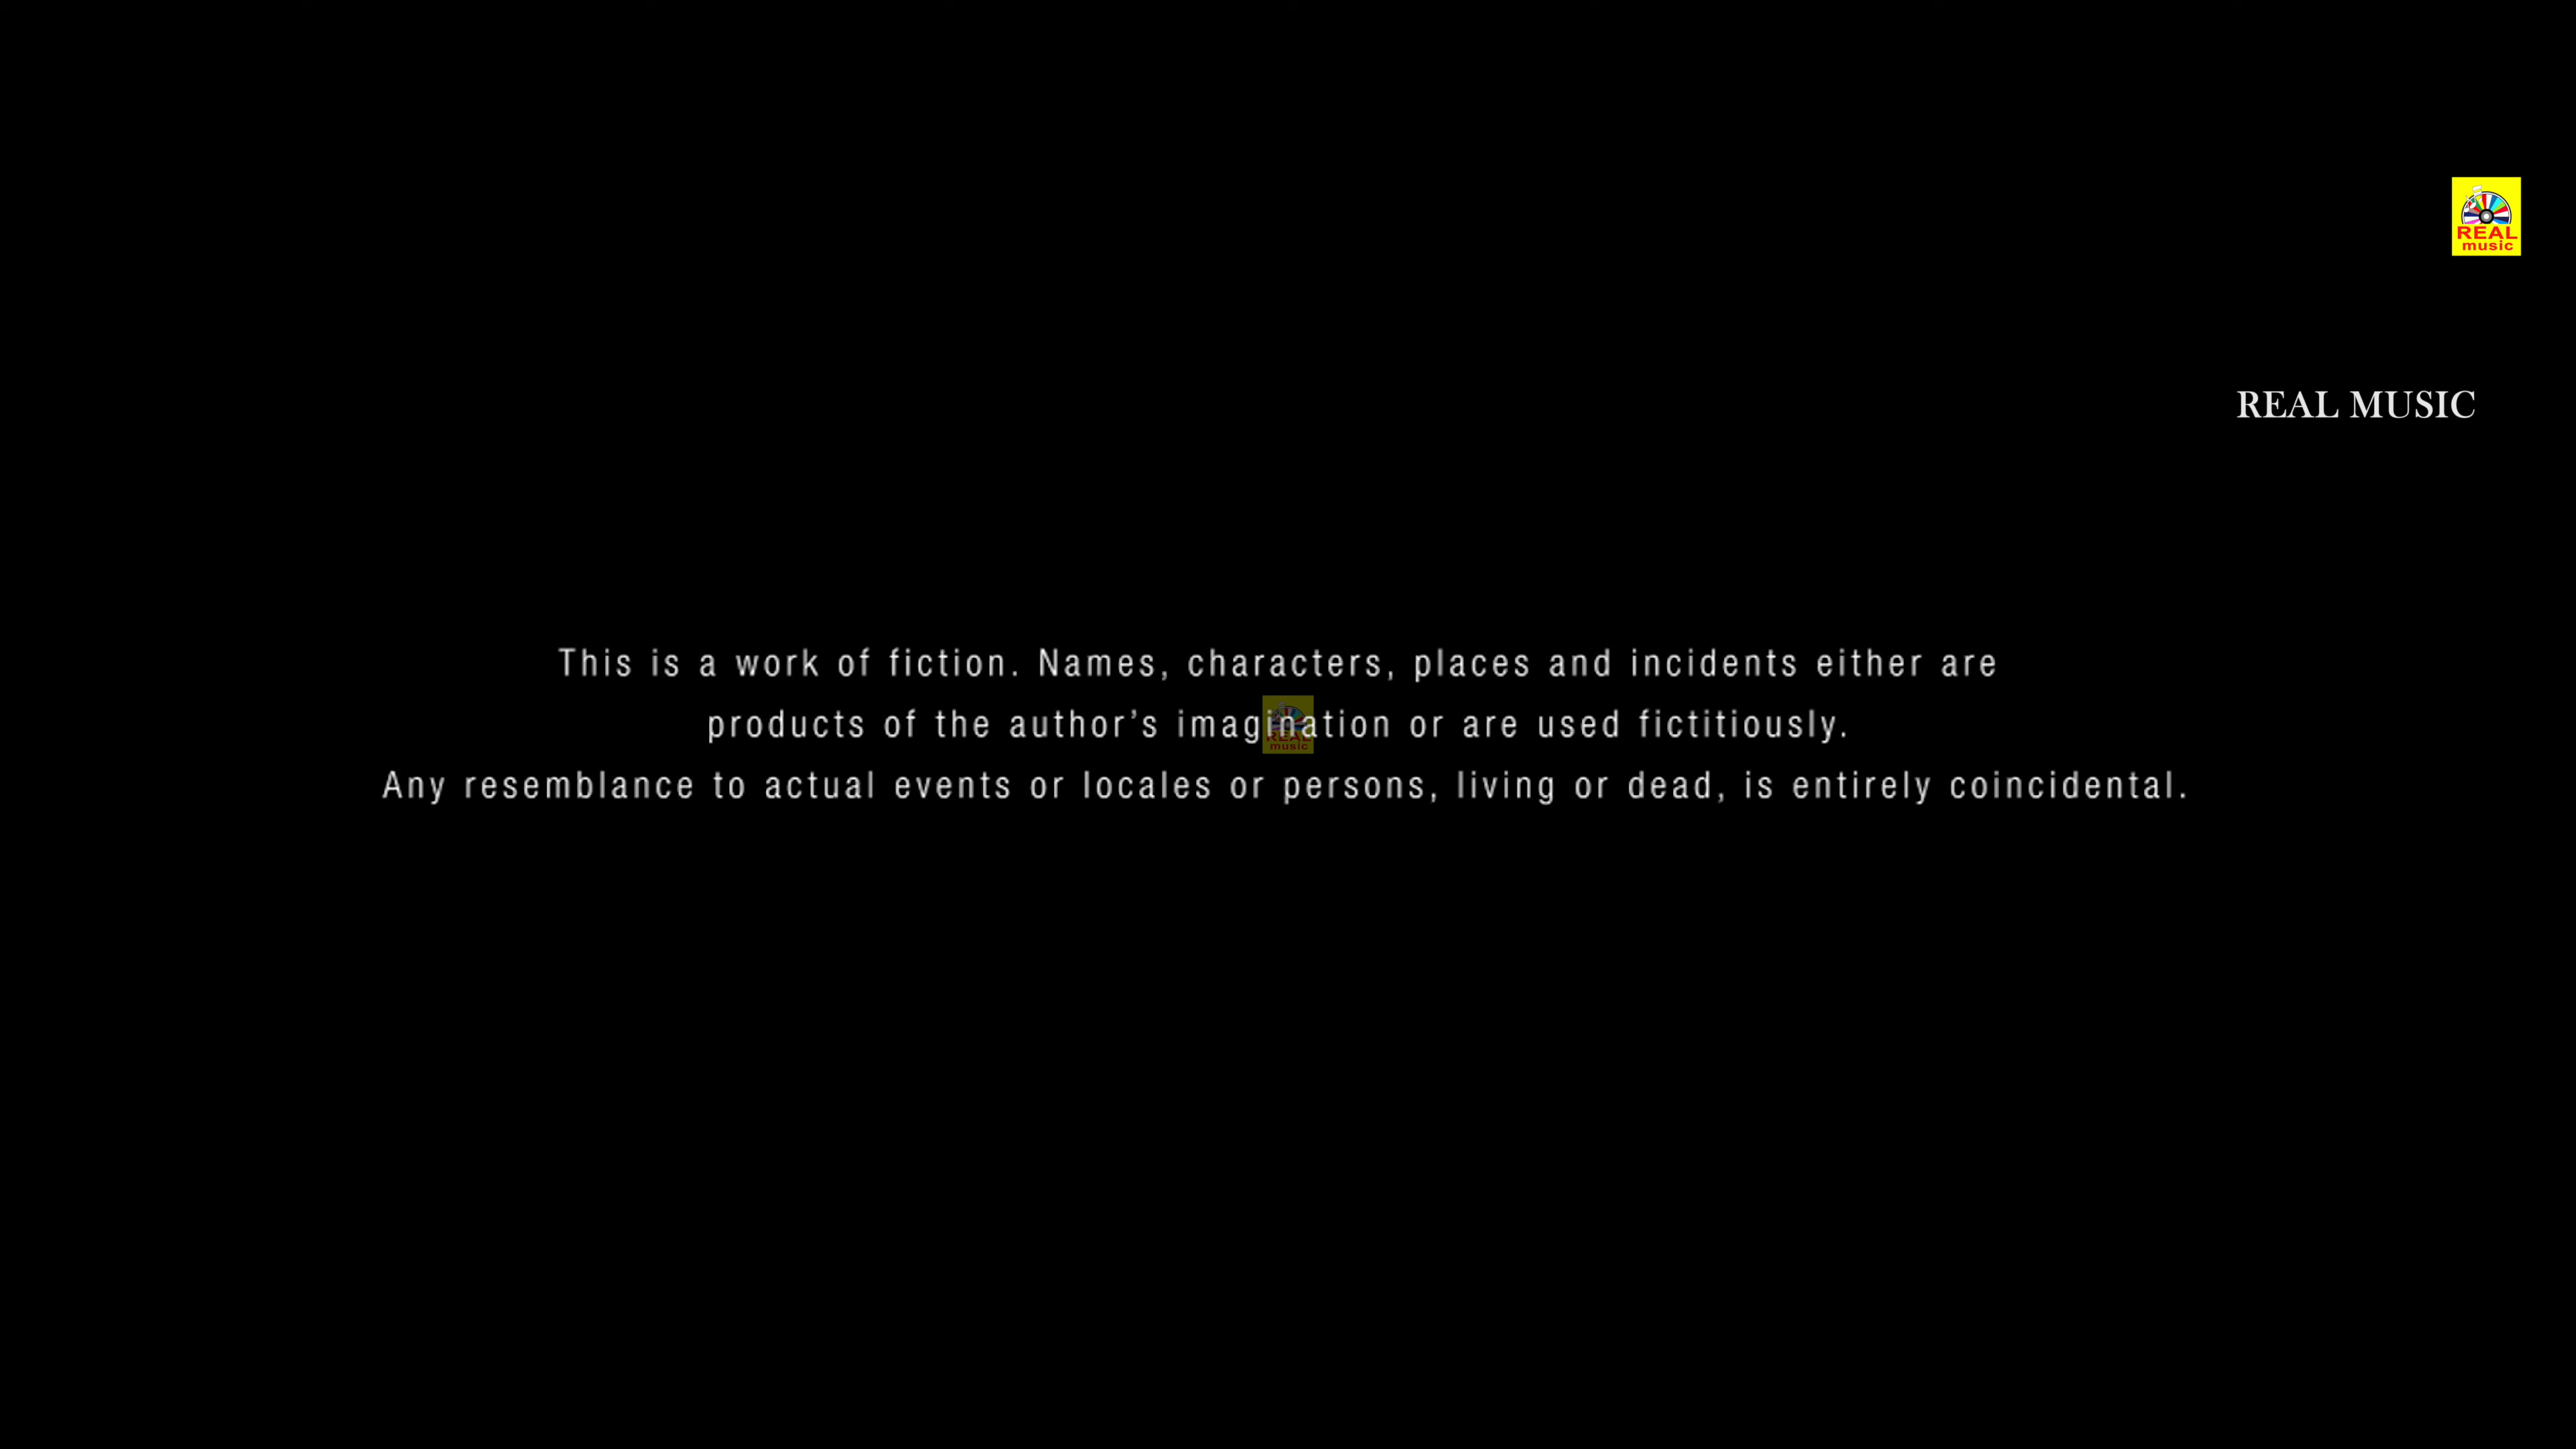 REAL
music
REAL MUSIC
This is a work of fiction. Names, characters, places and incidents either are
products of the author’s imagination or are used fictitiously.
REAL
music
Any resemblance to actual events or locales or persons, living or dead, is entirely coincidental.